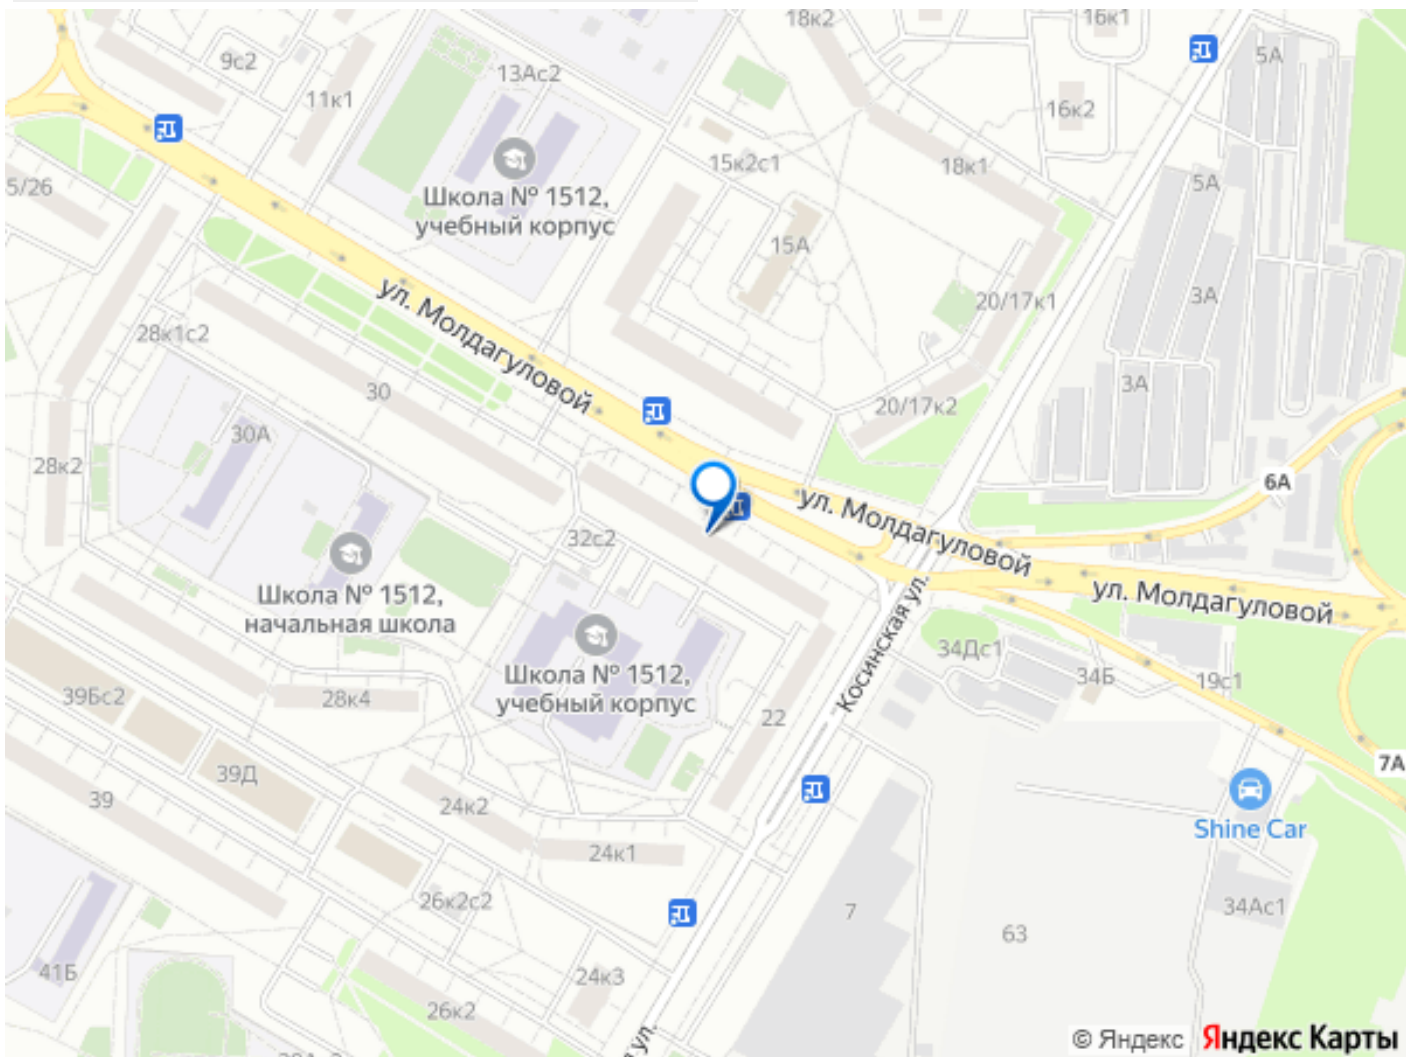 18к2
16к1
5А
9с2
13Ас2
11к1
16к2
15к2с1
18к1
5А
5/26
Школа № 1512,
учебный корпус
15А
3А
20/17к1
ул. Молдагуловой
28к1с2
3А
30
20/17к2
30А
28к2
6А
ул. Молдагуловой
32с2
Школа № 1512,
начальная школа
ул. Молдагуловой
Косинская ул.
34Дс1
34Б
19с1
Школа № 1512,
учебный корпус
39Бс2
28к4
22
7А
39Д
39
24к2
Shine Car
24к1
26к2с2
7
34Ас1
63
41Б
24к3
26к2
ул.
© Яндекс Яндекс Карты